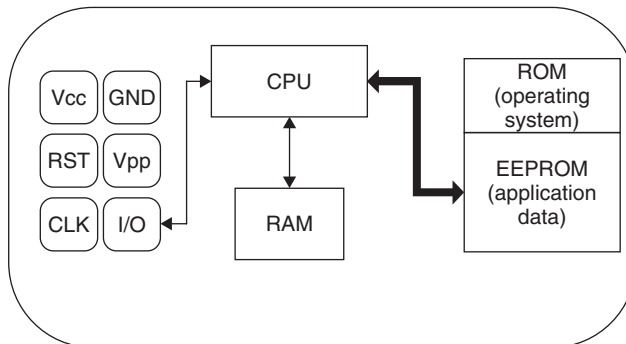 Vcc
GND
RST
Vpp
CLK
I/O
CPU
RAM
ROM
(operating
system)
EEPROM
(application
data)